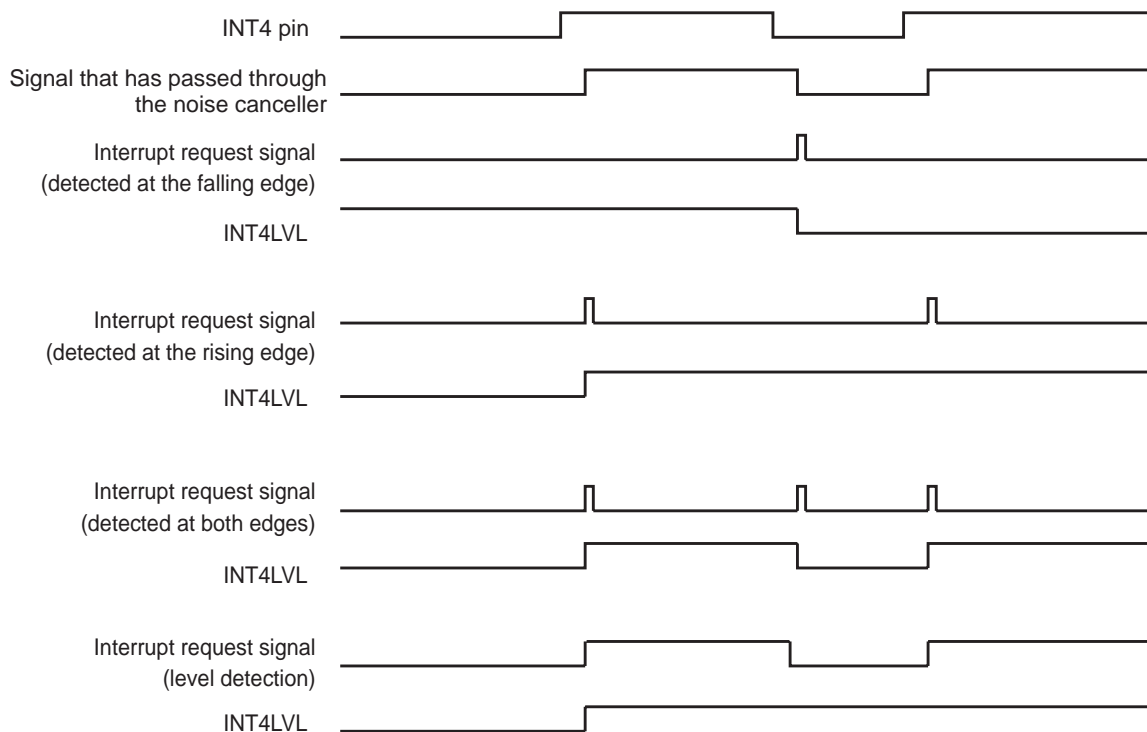 INT4 pin
Signal that has passed through
the noise canceller
Interrupt request signal
(detected at the falling edge)
INT4LVL
Interrupt request signal
(detected at the rising edge)
INT4LVL
Interrupt request signal
(detected at both edges)
INT4LVL
Interrupt request signal
(level detection)
INT4LVL